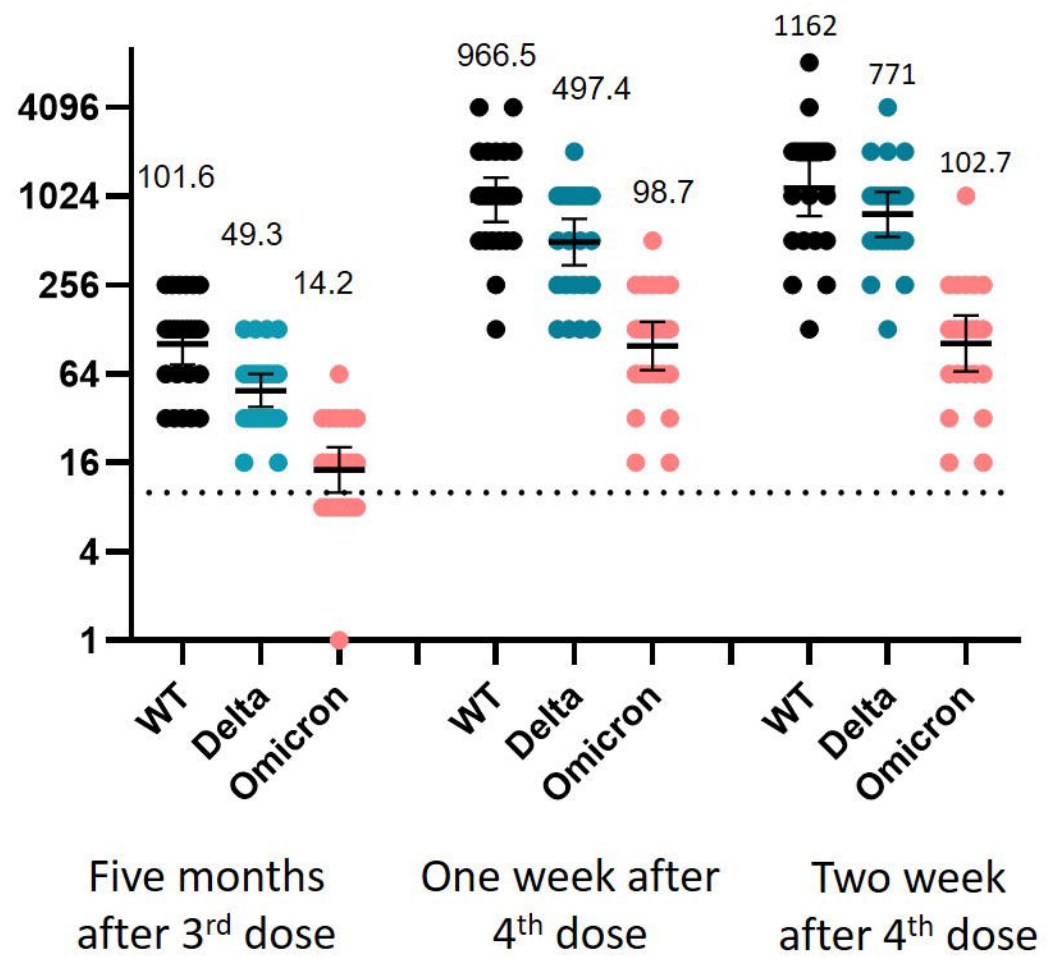 1162
966.5
771
497.4
4096
102.7
101.6
98.7
1024
49.3
14.2
256
64
16
4
1
WT
Delta
Omicron
WT
Delta
Omicron
WT
Delta
Omicron
Five months
after 3rd dose
One week after
4th dose
Two week
after 4th dose